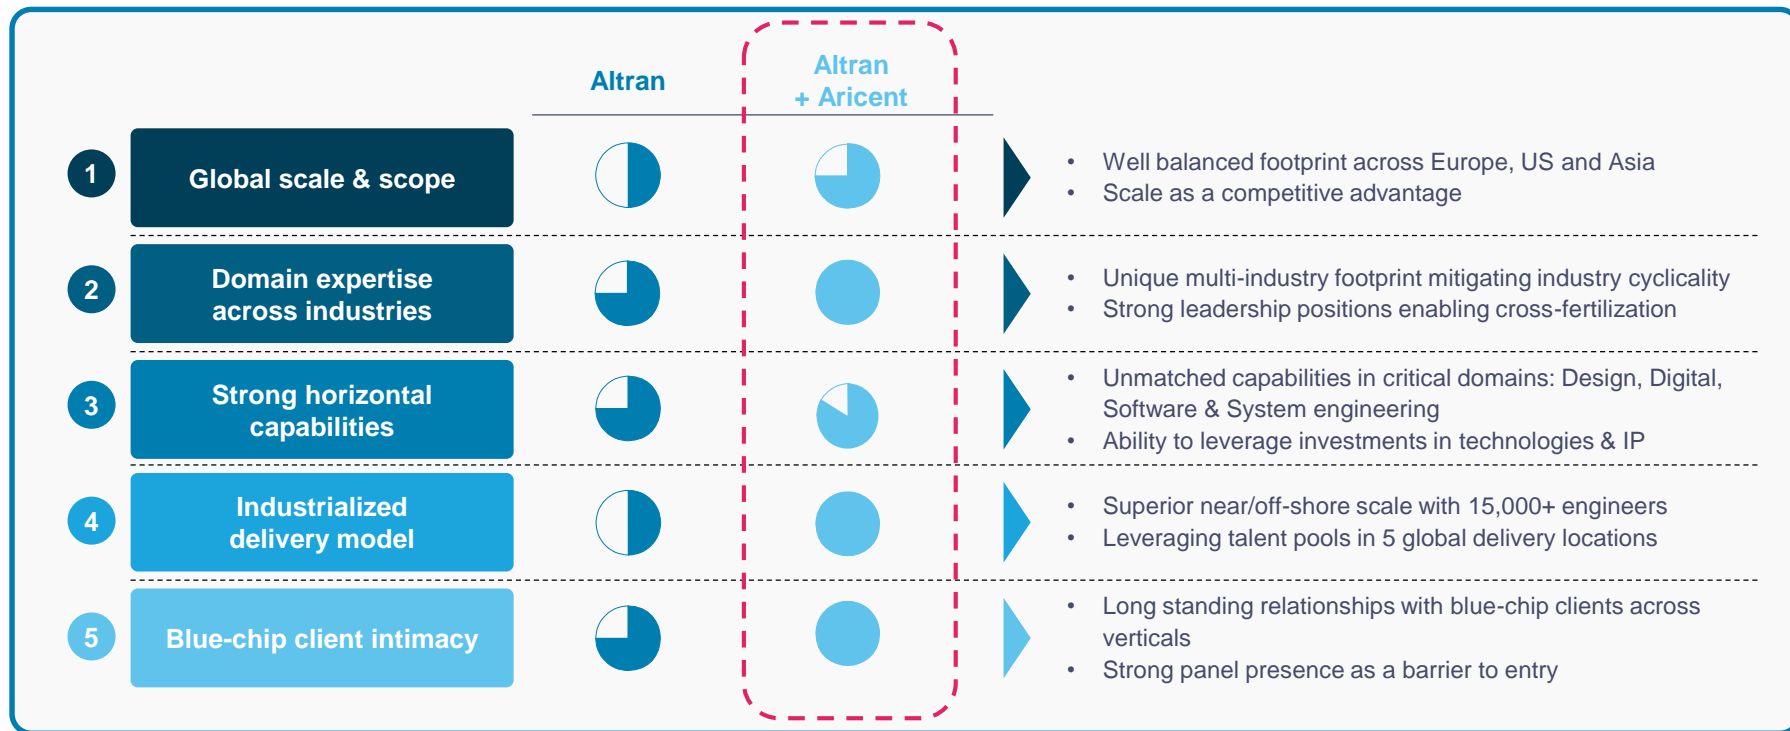 Altran
Altran
+ Aricent
1
Global scale & scope
• Well balanced footprint across Europe, US and Asia
• Scale as a competitive advantage
2
Domain expertise
across industries
• Unique multi-industry footprint mitigating industry cyclicality
• Strong leadership positions enabling cross-fertilization
3
Strong horizontal
capabilities
• Unmatched capabilities in critical domains: Design, Digital,
Software & System engineering
• Ability to leverage investments in technologies & IP
4
Industrialized
delivery model
• Superior near/off-shore scale with 15,000+ engineers
• Leveraging talent pools in 5 global delivery locations
5
Blue-chip client intimacy
• Long standing relationships with blue-chip clients across
verticals
• Strong panel presence as a barrier to entry